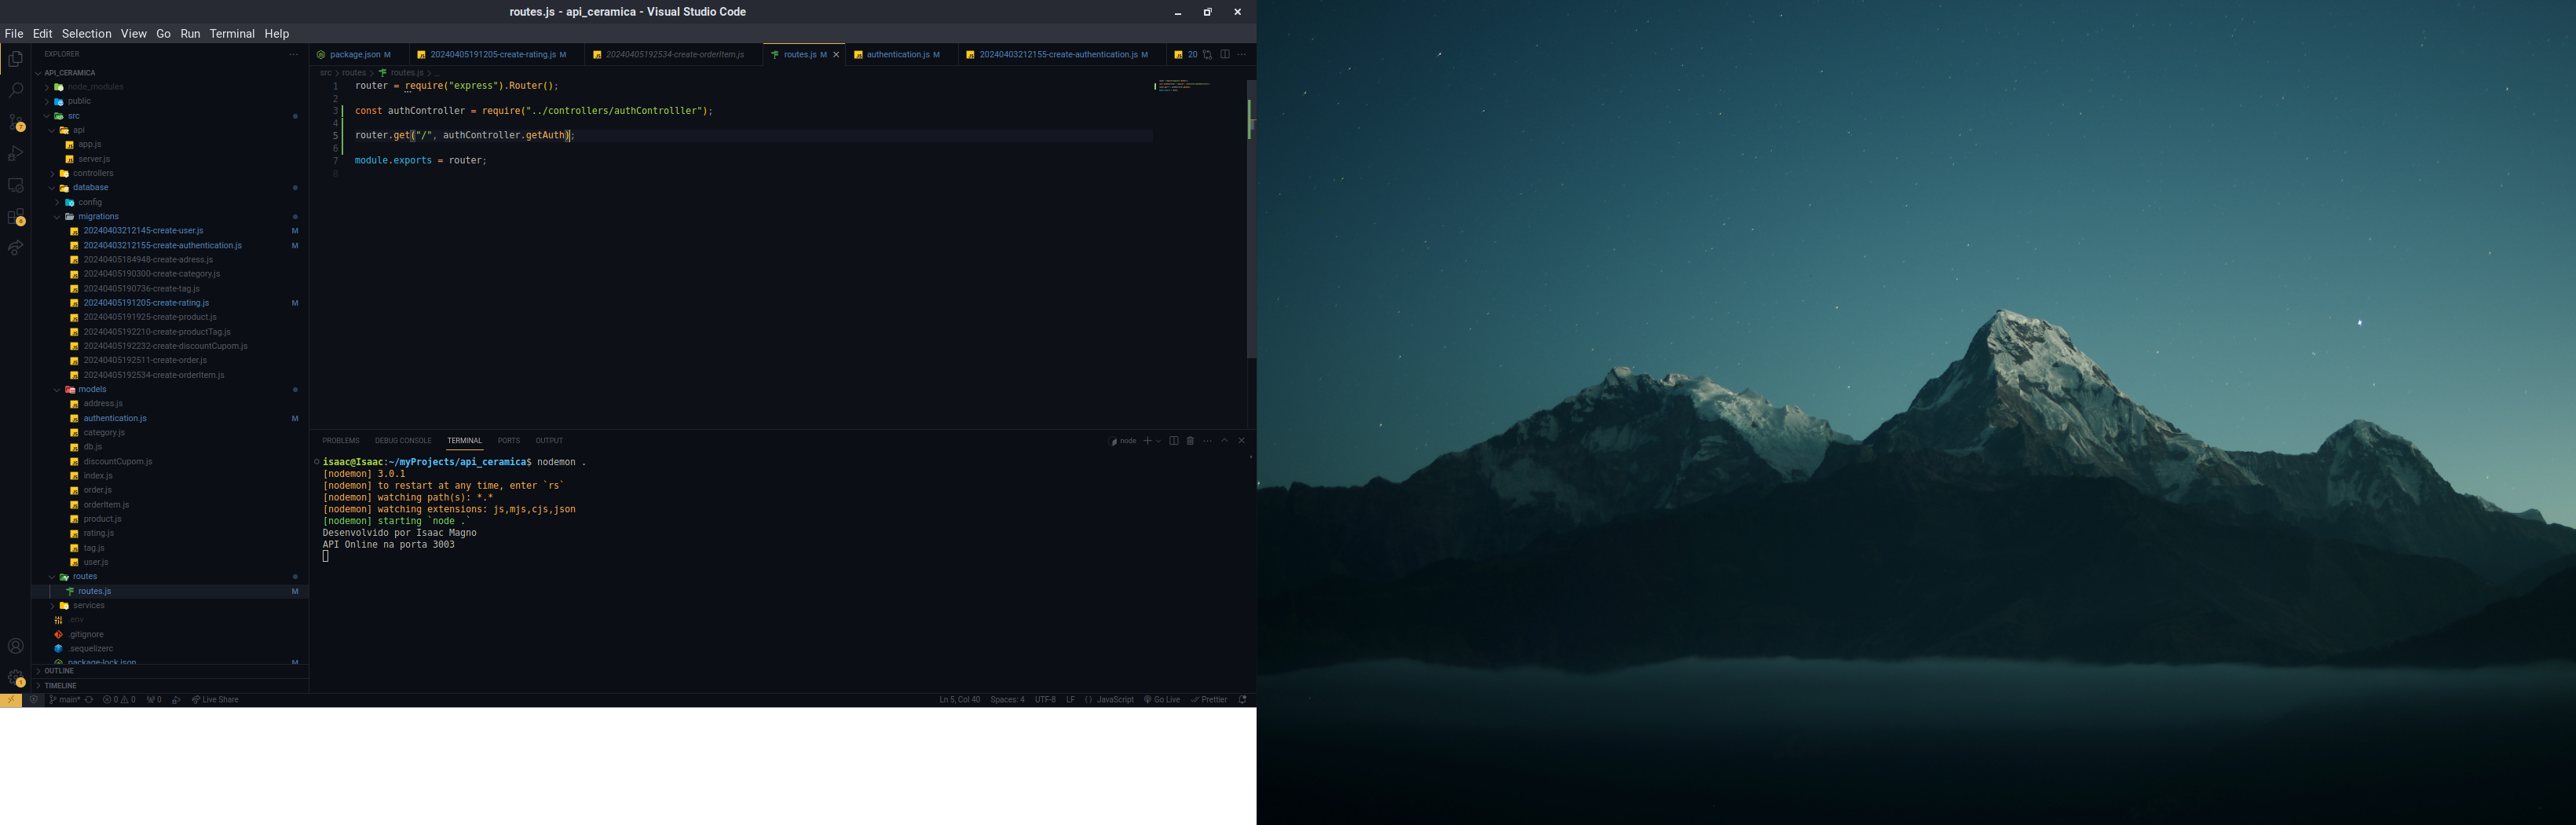 routes.js - api_ceramica - Visual Studio Code
File Edit Selection View Go Run Terminal Help
EXPLORER
API_CERAMICA
node_modules
public
src
api
app.js
server.js
controllers
database
config
migrations
20240403212145-create-user.js M
20240403212155-create-authentication.js M
20240405184948-create-adress.js
20240405190300-create-category.js
20240405190736-create-tag.js
20240405191205-create-rating.js M
20240405191925-create-product.js
20240405192210-create-productTag.js
20240405192232-create-discountCupom.js
20240405192511-create-order.js
20240405192534-create-orderItem.js
models
address.js
authentication.js M
category.js
db.js
discountCupom.js
index.js
order.js
orderItem.js
product.js
rating.js
tag.js
user.js
routes
routes.js M
services
.env
.gitignore
.sequelizerc
package-lock.json M
OUTLINE
TIMELINE
package.json M 20240405191205-create-rating.js M 20240405192534-create-orderItem.js routes.js M authentication.js M 20240403212155-create-authentication.js M 20
src > routes > routes.js > ...
1 router = require("express").Router();
2
3 const authController = require("../controllers/authControlller");
4
5 router.get("/", authController.getAuth);
6
7 module.exports = router;
8
PROBLEMS DEBUG CONSOLE TERMINAL PORTS OUTPUT node
isaac@Isaac:~/myProjects/api_ceramica$ nodemon .
[nodemon] 3.0.1
[nodemon] to restart at any time, enter `rs`
[nodemon] watching path(s): *.*
[nodemon] watching extensions: js,mjs,cjs,json
[nodemon] starting `node .`
Desenvolvido por Isaac Magno
API Online na porta 3003
main* 0 0 0 Live Share Ln 5, Col 40 Spaces: 4 UTF-8 LF {} JavaScript Go Live Prettier